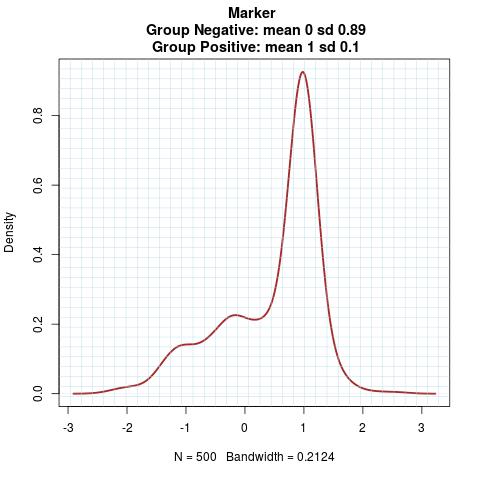 Marker
Group Negative: mean 0 sd 0.89
Group Positive: mean 1 sd 0.1
Density
0.8
0.6
0.4
0.2
0.0
-3 -2 -1 0 1 2 3
N = 500 Bandwidth = 0.2124